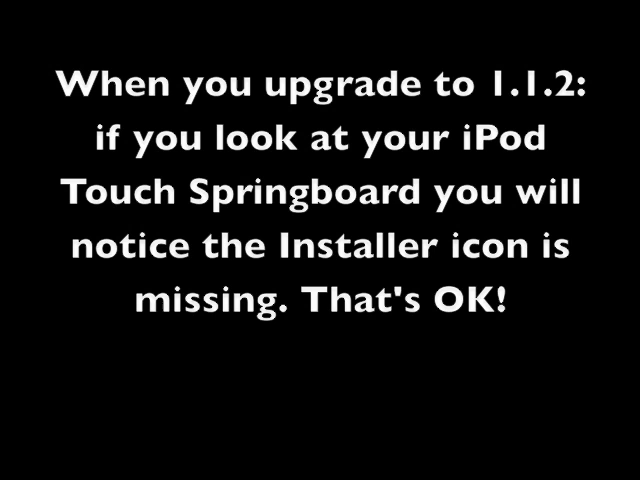 When you upgrade to 1.1.2:
if you look at your iPod
Touch Springboard you will
notice the Installer icon is
missing. That's OK!